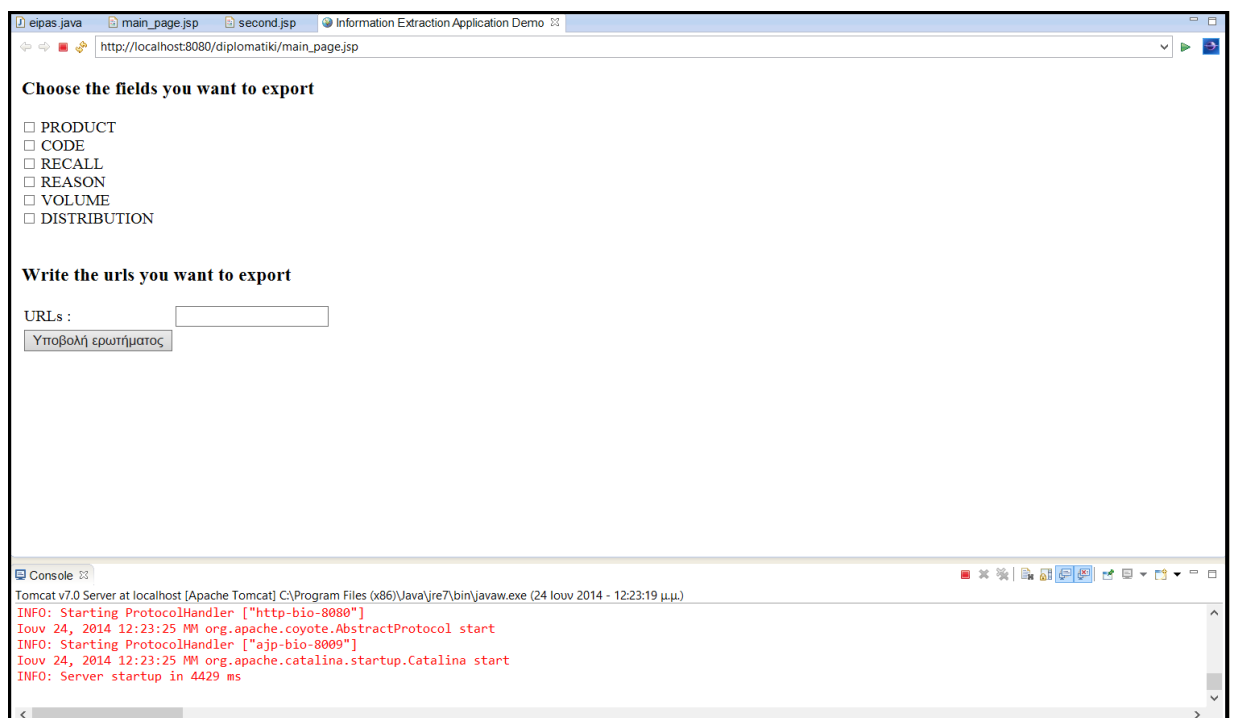 eipas.java main_page.jsp second.jsp Information Extraction Application Demo
http://localhost:8080/diplomatiki/main_page.jsp
Choose the fields you want to export
PRODUCT
CODE
RECALL
REASON
VOLUME
DISTRIBUTION
Write the urls you want to export
URLs :
Υποβολή ερωτήματος
Console
Tomcat v7.0 Server at localhost [Apache Tomcat] C:\Program Files (x86)\Java\jre7\bin\javaw.exe (24 Ιουν 2014 - 12:23:19 μ.μ.)
INFO: Starting ProtocolHandler ["http-bio-8080"]
Ιουν 24, 2014 12:23:25 ΜΜ org.apache.coyote.AbstractProtocol start
INFO: Starting ProtocolHandler ["ajp-bio-8009"]
Ιουν 24, 2014 12:23:25 ΜΜ org.apache.catalina.startup.Catalina start
INFO: Server startup in 4429 ms